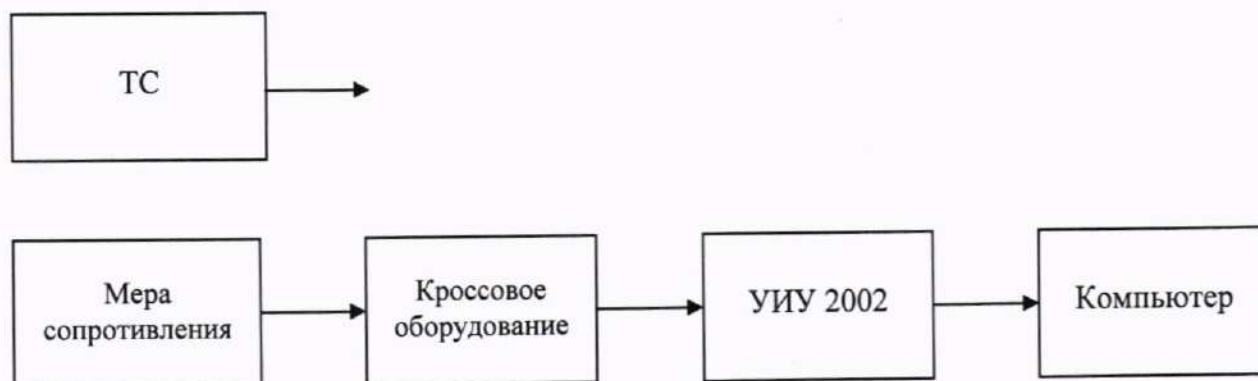 ТС
Мера
сопротивления
Кроссовое
оборудование
УИУ 2002
Компьютер